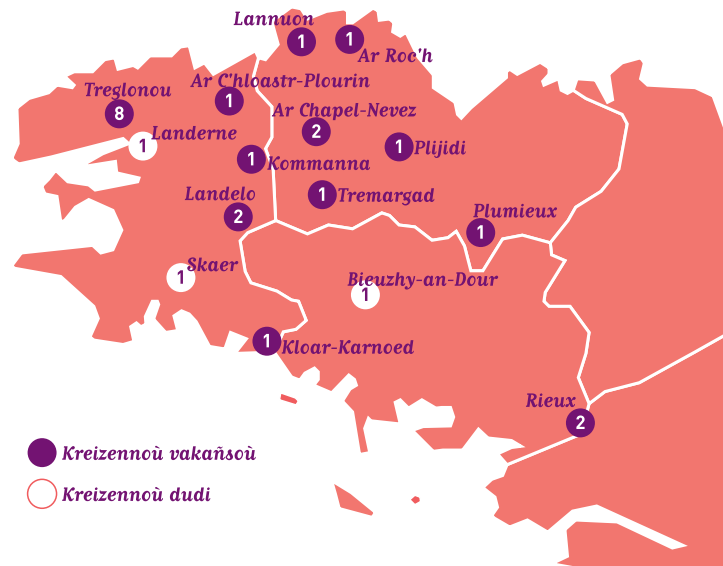 Lannuon
1
1
Ar Roc'h
Ar C'hloastr-Plourin
Treglonou
1
8
Ar Chapel-Nevez
Landerne
2
1
1
Plijidi
1
Kommanna
Landelo
1
Tremargad
2
Plumieux
1
Skaer
1
Bieuzhy-an-Dour
1
1
Kloar-Karnoed
Rieux
2
Kreizennoù vakañsoù
Kreizennoù dudi